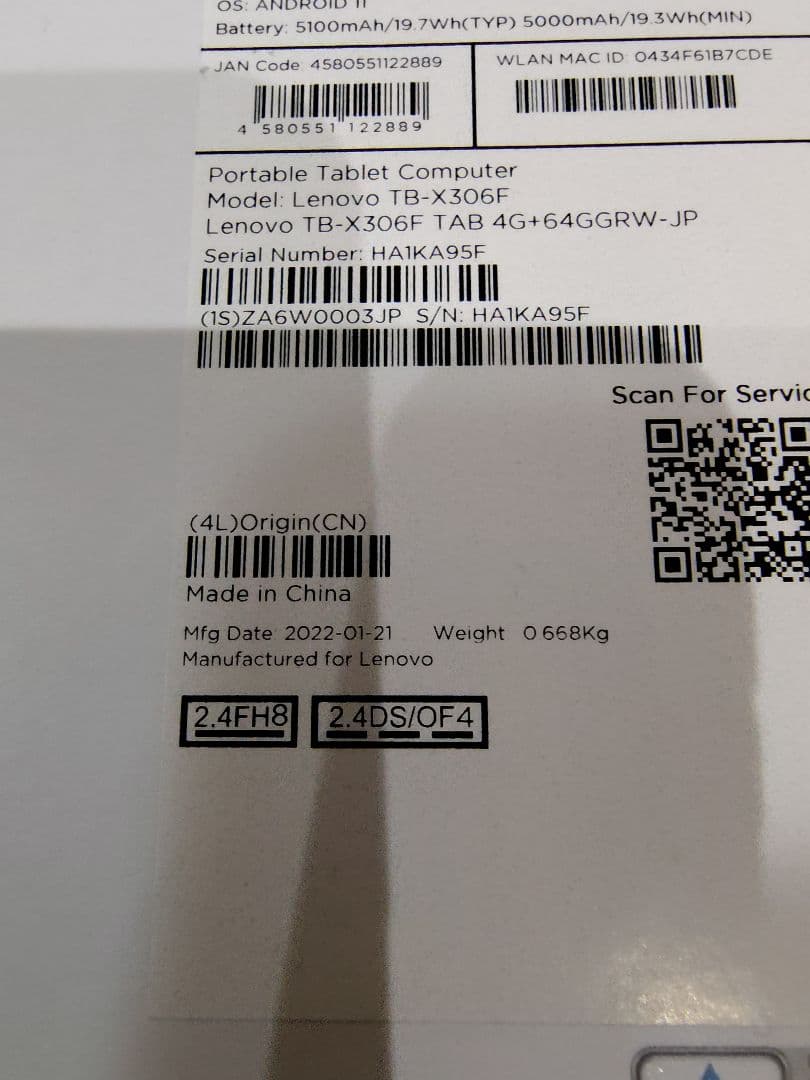 OS: ANDROID 11
Battery: 5100mAh/19.7Wh(TYP) 5000mAh/19.3Wh(MIN)
JAN Code: 4580551122889
WLAN MAC ID: 0434F61B7CDE
4 580551 122889
Portable Tablet Computer
Model: Lenovo TB-X306F
Lenovo TB-X306F TAB 4G+64GGRW-JP
Serial Number: HA1KA95F
(1S)ZA6W0003JP S/N: HA1KA95F
Scan For Servic
(4L)Origin(CN)
Made in China
Mfg Date: 2022-01-21 Weight 0.668Kg
Manufactured for Lenovo
2.4FH8 2.4DS/OF4